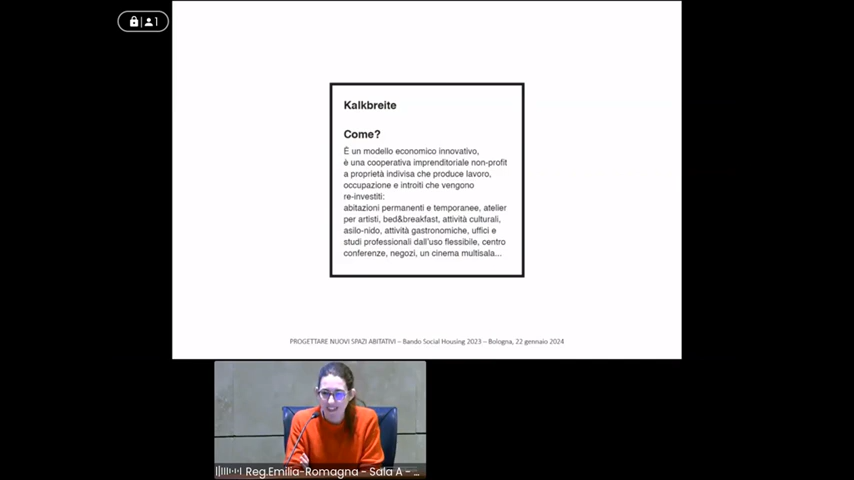 1
Kalkbreite
Come?
È un modello economico innovativo,
è una cooperativa imprenditoriale non-profit
a proprietà indivisa che produce lavoro,
occupazione e introiti che vengono
re-investiti:
abitazioni permanenti e temporanee, atelier
per artisti, bed&breakfast, attività culturali,
asilo-nido, attività gastronomiche, uffici e
studi professionali dall'uso flessibile, centro
conferenze, negozi, un cinema multisala...
PROGETTARE NUOVI SPAZI ABITATIVI – Bando Social Housing 2023 – Bologna, 22 gennaio 2024
Reg.Emilia-Romagna - Sala A - ...